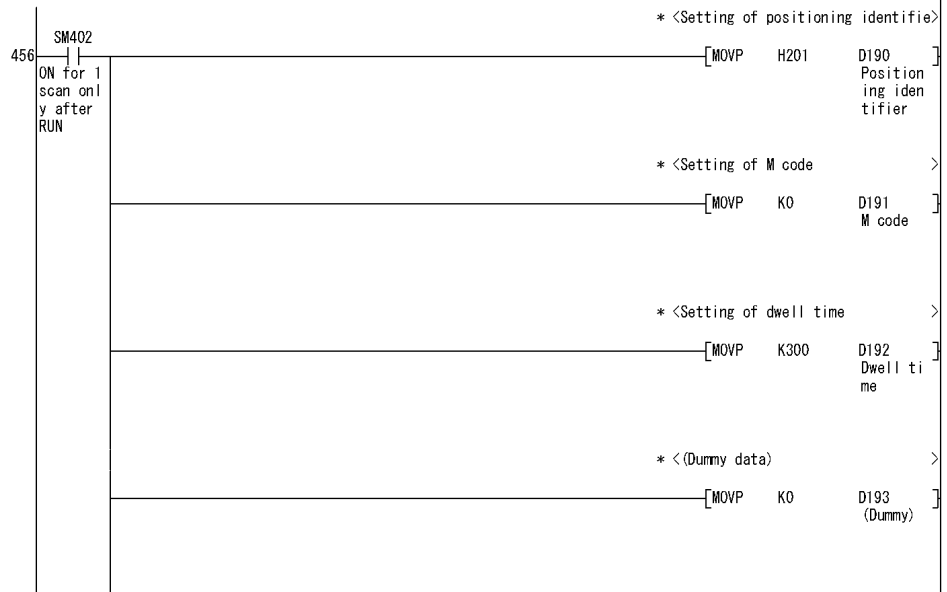 * <Setting of positioning identifie>
SM402
456
[MOVP H201 D190 ]
ON for 1
scan onl
y after
RUN
Position
ing iden
tifier
* <Setting of M code >
[MOVP K0 D191 ]
M code
* <Setting of dwell time >
[MOVP K300 D192 ]
Dwell ti
me
* <(Dummy data) >
[MOVP K0 D193 ]
(Dummy)